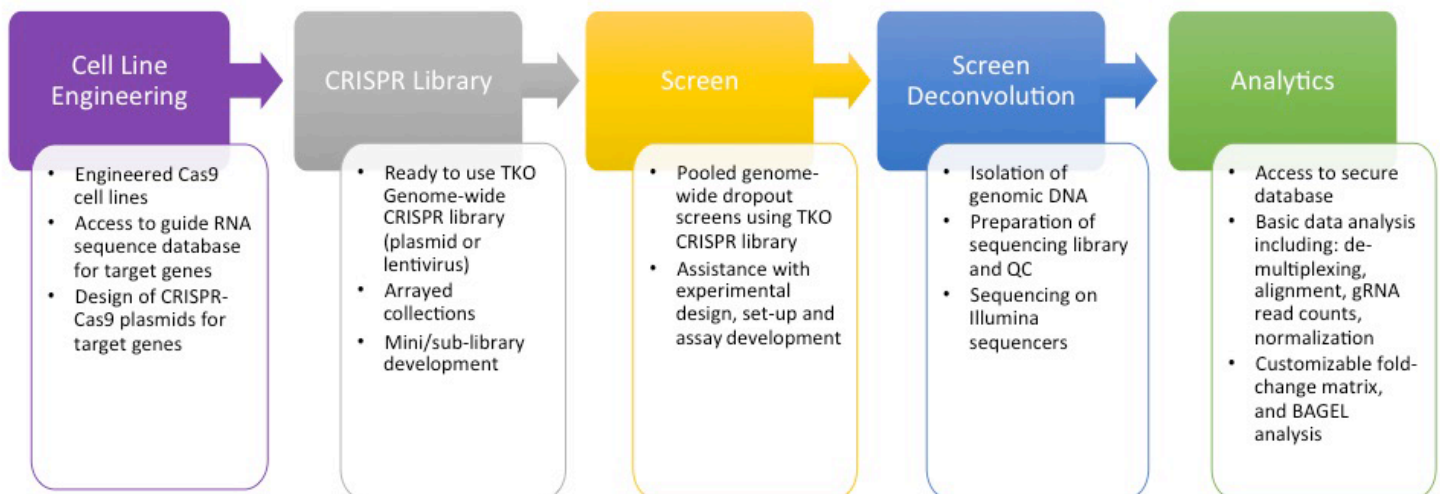 Cell Line
Engineering
• Engineered Cas9
cell lines
• Access to guide RNA
sequence database
for target genes
• Design of CRISPR-
Cas9 plasmids for
target genes
CRISPR Library
• Ready to use TKO
Genome-wide
CRISPR library
(plasmid or
lentivirus)
• Arrayed
collections
• Mini/sub-library
development
Screen
• Pooled genome-
wide dropout
screens using TKO
CRISPR library
• Assistance with
experimental
design, set-up and
assay development
Screen
Deconvolution
• Isolation of
genomic DNA
• Preparation of
sequencing library
and QC
• Sequencing on
Illumina
sequencers
Analytics
• Access to secure
database
• Basic data analysis
including: de-
multiplexing,
alignment, gRNA
read counts,
normalization
• Customizable fold-
change matrix,
and BAGEL
analysis